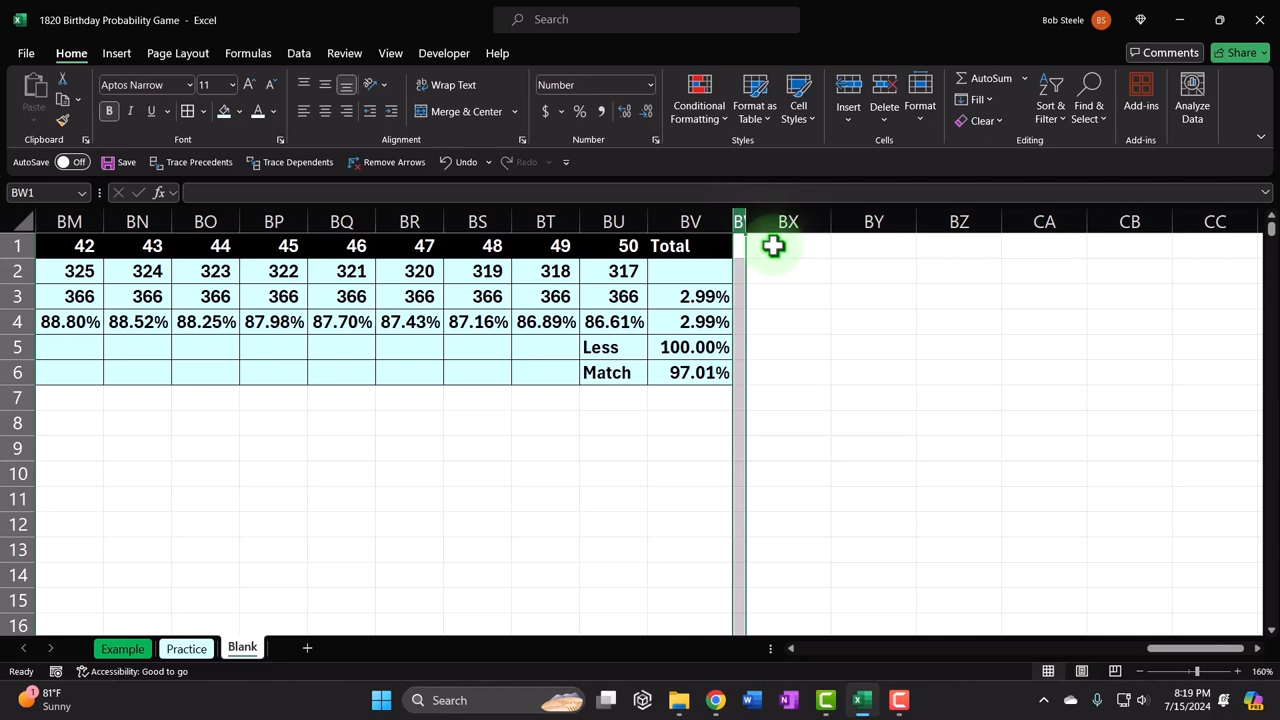 1820 Birthday Probability Game - Excel
Search
Bob Steele BS
File Home Insert Page Layout Formulas Data Review View Developer Help
Comments Share
Paste
Aptos Narrow 11
Wrap Text
Merge & Center
Number
Conditional Formatting
Format as Table
Cell Styles
Insert Delete Format
AutoSum
Fill
Clear
Sort & Filter
Find & Select
Add-ins
Analyze Data
Clipboard Font Alignment Number Styles Cells Editing Add-ins
AutoSave Off Save Trace Precedents Trace Dependents Remove Arrows Undo Redo
BW1 fx
BM BN BO BP BQ BR BS BT BU BV BX BY BZ CA CB CC
1 42 43 44 45 46 47 48 49 50 Total
2 325 324 323 322 321 320 319 318 317
3 366 366 366 366 366 366 366 366 366 2.99%
4 88.80% 88.52% 88.25% 87.98% 87.70% 87.43% 87.16% 86.89% 86.61% 2.99%
5 Less 100.00%
6 Match 97.01%
7
8
9
10
11
12
13
14
15
16
Example Practice Blank
Ready Accessibility: Good to go 160%
1 81°F
Sunny
Search
8:19 PM
7/15/2024